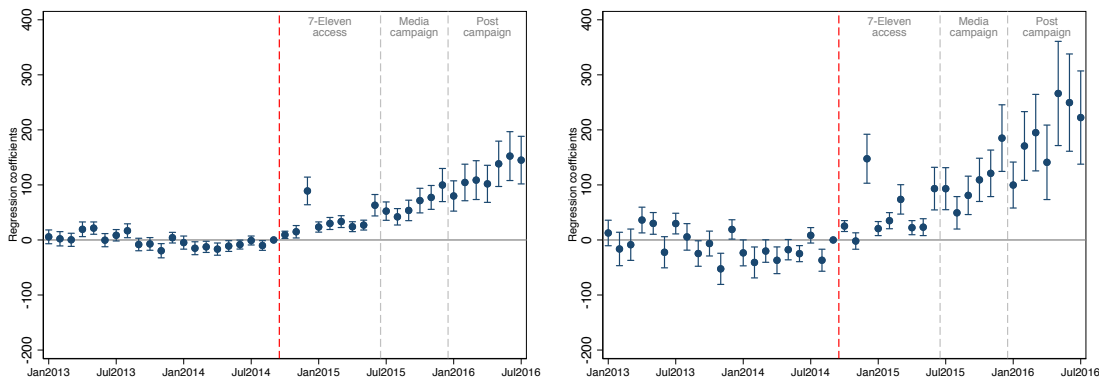 7-Eleven access
Media campaign
Post campaign
Regression coefficients
400
300
200
100
0
-100
-200
Jan2013 Jul2013 Jan2014 Jul2014 Jan2015 Jul2015 Jan2016 Jul2016
7-Eleven access
Media campaign
Post campaign
Regression coefficients
400
300
200
100
0
-100
-200
Jan2013 Jul2013 Jan2014 Jul2014 Jan2015 Jul2015 Jan2016 Jul2016